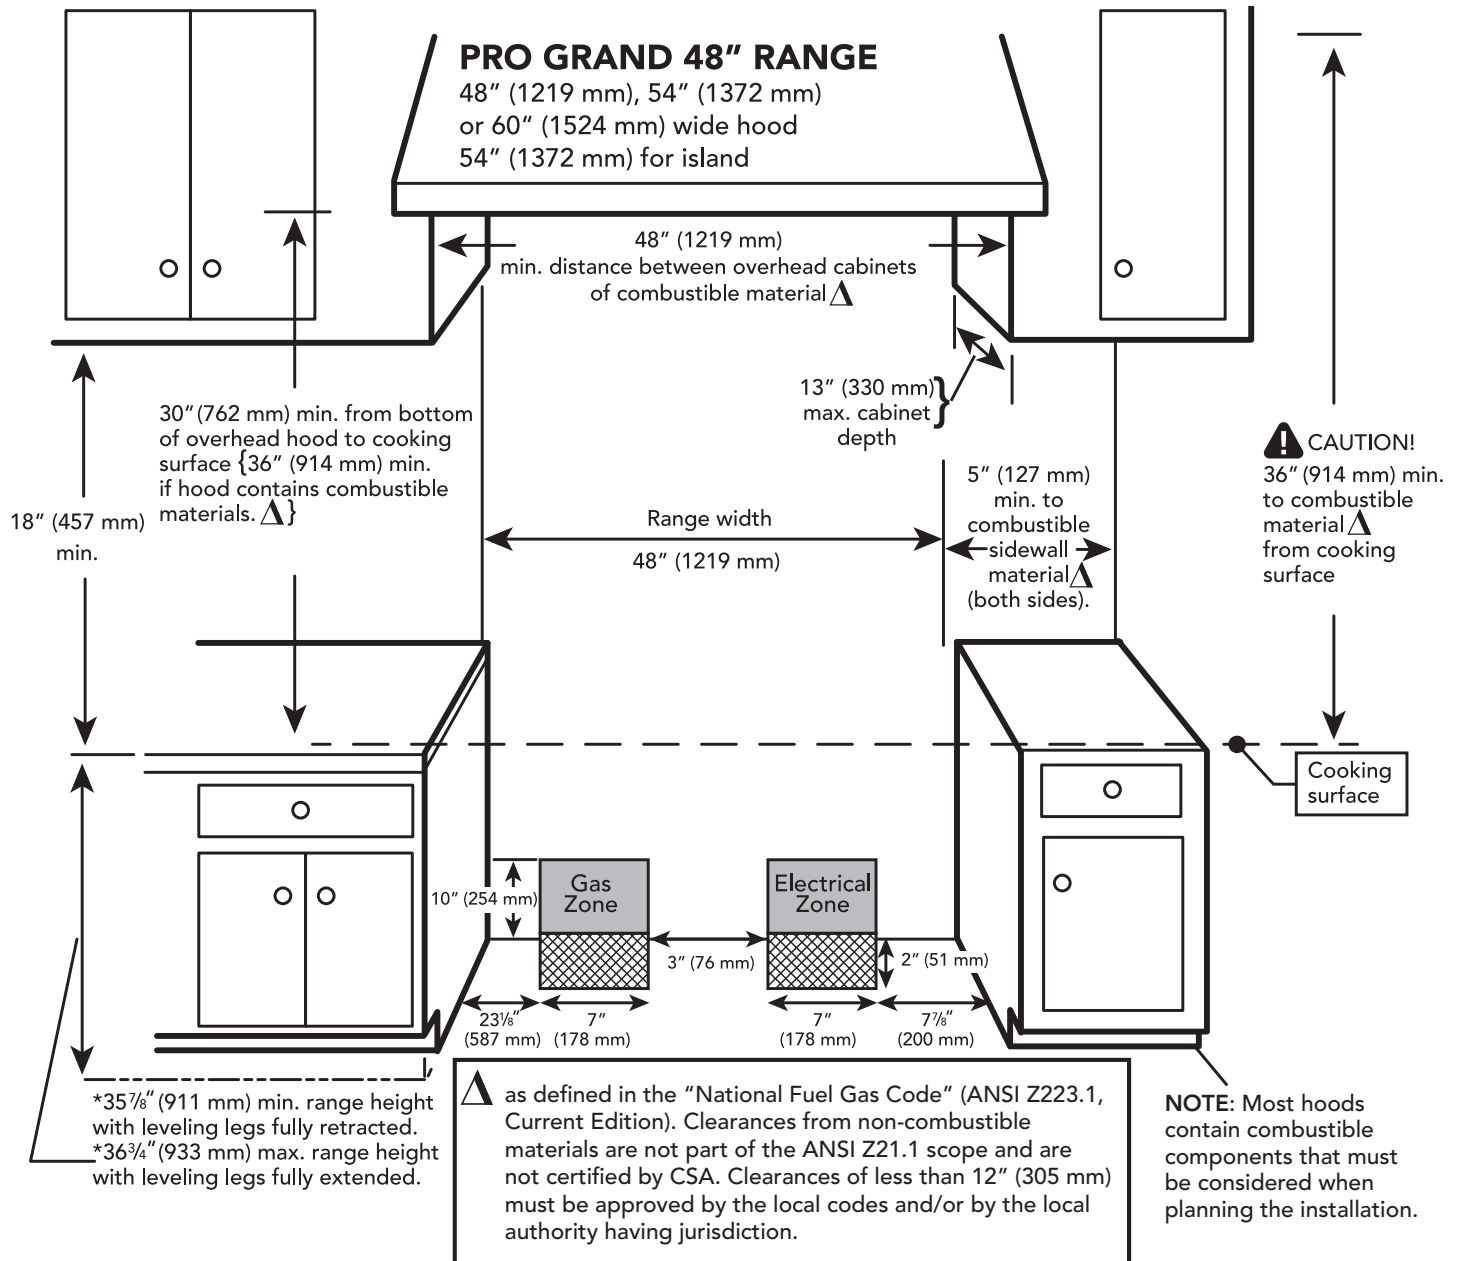 PRO GRAND 48” RANGE
48” (1219 mm), 54” (1372 mm)
or 60” (1524 mm) wide hood
54” (1372 mm) for island
48” (1219 mm)
min. distance between overhead cabinets
of combustible material Δ
13” (330 mm)}
max. cabinet
depth
30” (762 mm) min. from bottom
of overhead hood to cooking
surface {36” (914 mm) min.
if hood contains combustible
materials. Δ}
18” (457 mm)
min.
Range width
48” (1219 mm)
5” (127 mm)
min. to
combustible
sidewall
material Δ
(both sides).
CAUTION!
36” (914 mm) min.
to combustible
material Δ
from cooking
surface
Cooking
surface
Gas
Zone
Electrical
Zone
10” (254 mm)
3” (76 mm)
2” (51 mm)
23⅛”
(587 mm)
7”
(178 mm)
7”
(178 mm)
7⅞”
(200 mm)
*35⅞” (911 mm) min. range height
with leveling legs fully retracted.
*36¾” (933 mm) max. range height
with leveling legs fully extended.
Δ as defined in the “National Fuel Gas Code” (ANSI Z223.1,
Current Edition). Clearances from non-combustible
materials are not part of the ANSI Z21.1 scope and are
not certified by CSA. Clearances of less than 12” (305 mm)
must be approved by the local codes and/or by the local
authority having jurisdiction.
NOTE: Most hoods
contain combustible
components that must
be considered when
planning the installation.